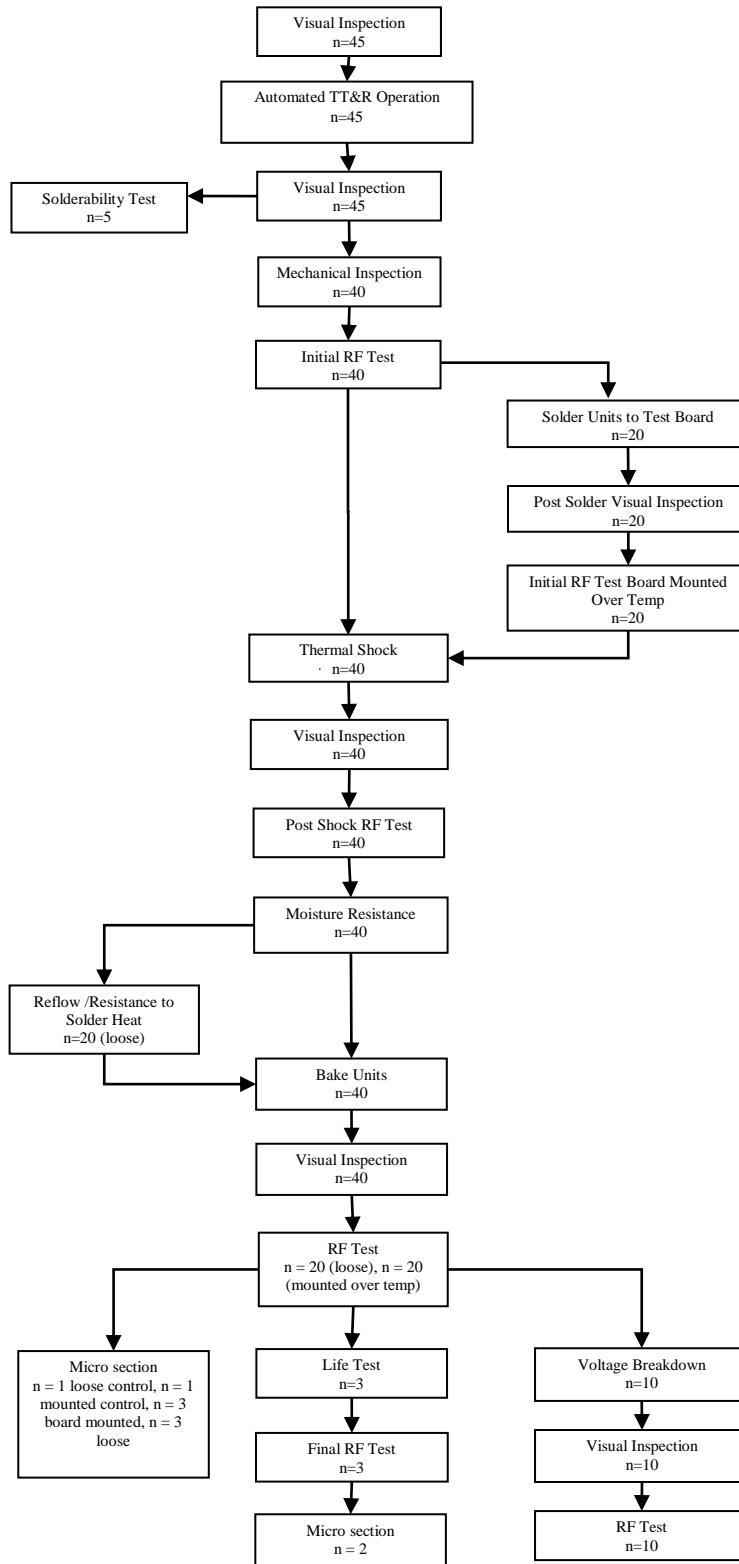 Visual Inspection
n=45
Automated TT&R Operation
n=45
Visual Inspection
n=45
Solderability Test
n=5
Mechanical Inspection
n=40
Initial RF Test
n=40
Solder Units to Test Board
n=20
Post Solder Visual Inspection
n=20
Initial RF Test Board Mounted
Over Temp
n=20
Thermal Shock
n=40
Visual Inspection
n=40
Post Shock RF Test
n=40
Moisture Resistance
n=40
Reflow /Resistance to
Solder Heat
n=20 (loose)
Bake Units
n=40
Visual Inspection
n=40
RF Test
n = 20 (loose), n = 20
(mounted over temp)
Micro section
n = 1 loose control, n = 1
mounted control, n = 3
board mounted, n = 3
loose
Life Test
n=3
Final RF Test
n=3
Micro section
n = 2
Voltage Breakdown
n=10
Visual Inspection
n=10
RF Test
n=10